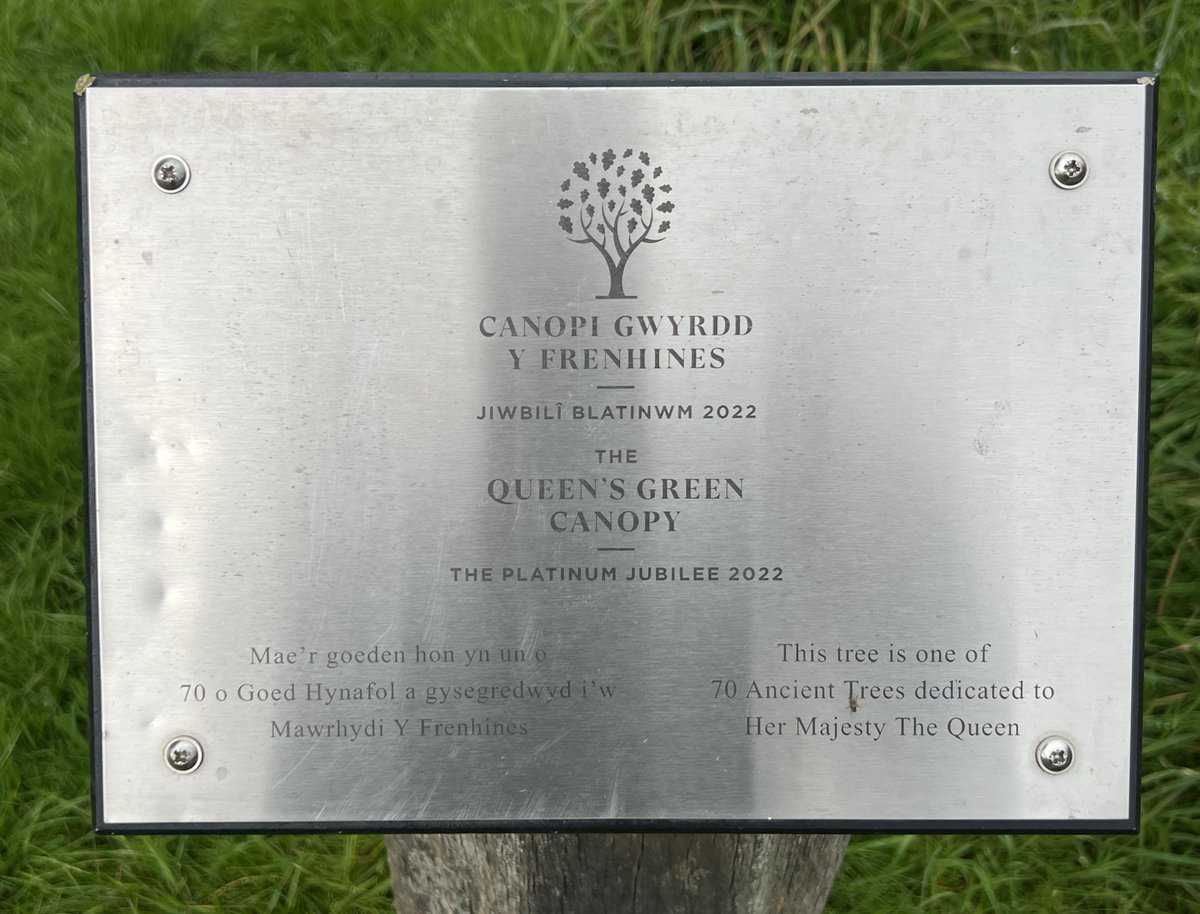 CANOPI GWYRDD
Y FRENHINES
JIWBILÎ BLATINWM 2022
THE
QUEEN'S GREEN
CANOPY
THE PLATINUM JUBILEE 2022
Mae'r goeden hon yn un o
70 o Goed Hynafol a gysegredwyd i'w
Mawrhydi Y Frenhines
This tree is one of
70 Ancient Trees dedicated to
Her Majesty The Queen